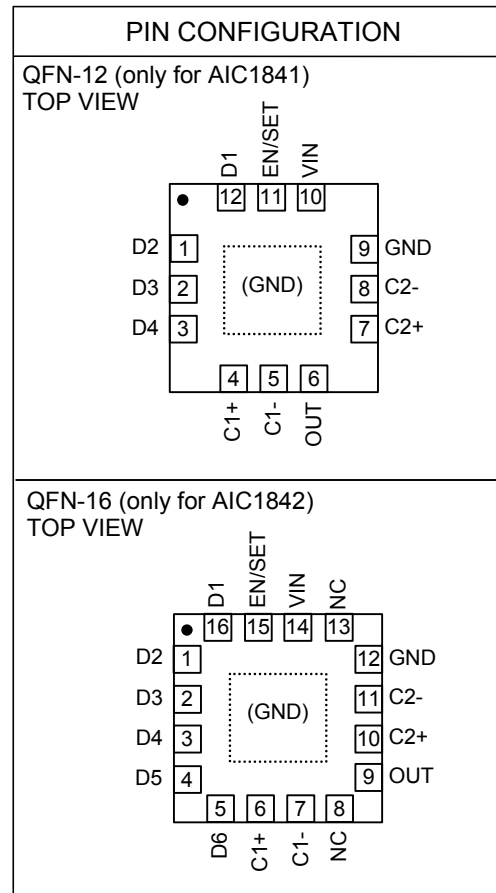 PIN CONFIGURATION
QFN-12 (only for AIC1841)
TOP VIEW
D1 EN/SET VIN
12 11 10
D2 1 9 GND
D3 2 (GND) 8 C2-
D4 3 7 C2+
4 5 6
C1+ C1- OUT
QFN-16 (only for AIC1842)
TOP VIEW
D1 EN/SET VIN NC
16 15 14 13
D2 1 12 GND
D3 2 (GND) 11 C2-
D4 3 10 C2+
D5 4 9 OUT
5 6 7 8
D6 C1+ C1- NC